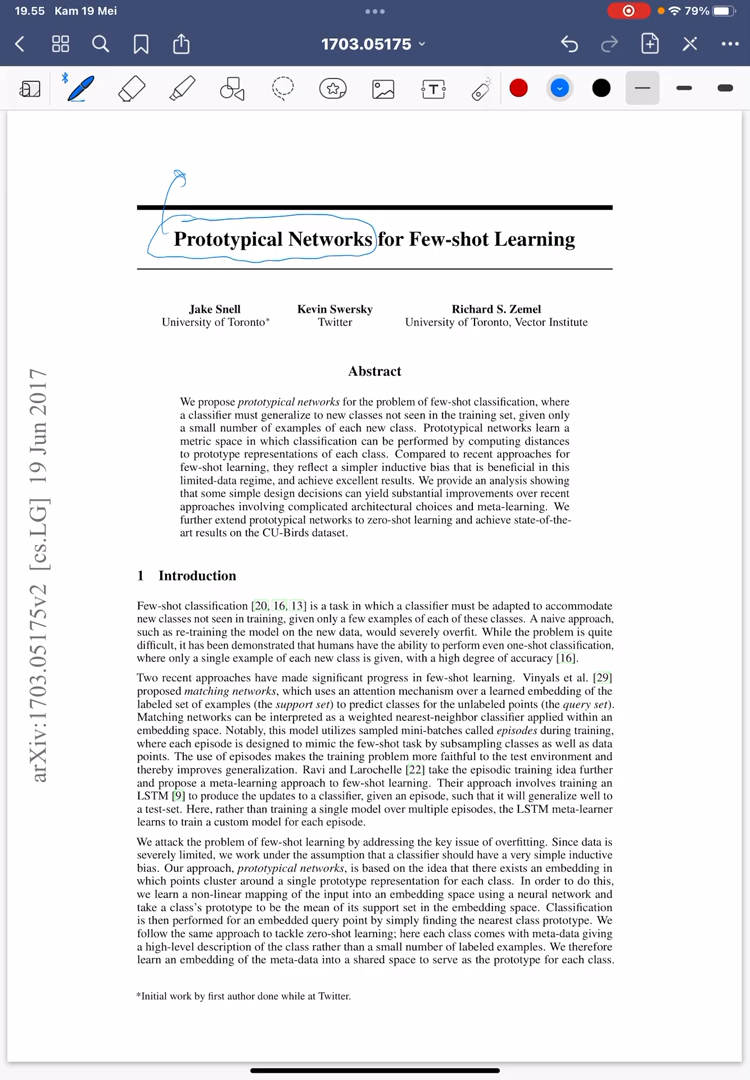 19.55 Kam 19 Mei
79%
1703.05175
T
Prototypical Networks for Few-shot Learning
Jake Snell Kevin Swersky Richard S. Zemel
University of Toronto* Twitter University of Toronto, Vector Institute
Abstract
We propose prototypical networks for the problem of few-shot classification, where
a classifier must generalize to new classes not seen in the training set, given only
a small number of examples of each new class. Prototypical networks learn a
metric space in which classification can be performed by computing distances
to prototype representations of each class. Compared to recent approaches for
few-shot learning, they reflect a simpler inductive bias that is beneficial in this
limited-data regime, and achieve excellent results. We provide an analysis showing
that some simple design decisions can yield substantial improvements over recent
approaches involving complicated architectural choices and meta-learning. We
further extend prototypical networks to zero-shot learning and achieve state-of-the-
art results on the CU-Birds dataset.
1 Introduction
Few-shot classification [20, 16, 13] is a task in which a classifier must be adapted to accommodate
new classes not seen in training, given only a few examples of each of these classes. A naive approach,
such as re-training the model on the new data, would severely overfit. While the problem is quite
difficult, it has been demonstrated that humans have the ability to perform even one-shot classification,
where only a single example of each new class is given, with a high degree of accuracy [16].
Two recent approaches have made significant progress in few-shot learning. Vinyals et al. [29]
proposed matching networks, which uses an attention mechanism over a learned embedding of the
labeled set of examples (the support set) to predict classes for the unlabeled points (the query set).
Matching networks can be interpreted as a weighted nearest-neighbor classifier applied within an
embedding space. Notably, this model utilizes sampled mini-batches called episodes during training,
where each episode is designed to mimic the few-shot task by subsampling classes as well as data
points. The use of episodes makes the training problem more faithful to the test environment and
thereby improves generalization. Ravi and Larochelle [22] take the episodic training idea further
and propose a meta-learning approach to few-shot learning. Their approach involves training an
LSTM [9] to produce the updates to a classifier, given an episode, such that it will generalize well to
a test-set. Here, rather than training a single model over multiple episodes, the LSTM meta-learner
learns to train a custom model for each episode.
We attack the problem of few-shot learning by addressing the key issue of overfitting. Since data is
severely limited, we work under the assumption that a classifier should have a very simple inductive
bias. Our approach, prototypical networks, is based on the idea that there exists an embedding in
which points cluster around a single prototype representation for each class. In order to do this,
we learn a non-linear mapping of the input into an embedding space using a neural network and
take a class's prototype to be the mean of its support set in the embedding space. Classification
is then performed for an embedded query point by simply finding the nearest class prototype. We
follow the same approach to tackle zero-shot learning; here each class comes with meta-data giving
a high-level description of the class rather than a small number of labeled examples. We therefore
learn an embedding of the meta-data into a shared space to serve as the prototype for each class.
*Initial work by first author done while at Twitter.
arXiv:1703.05175v2 [cs.LG] 19 Jun 2017